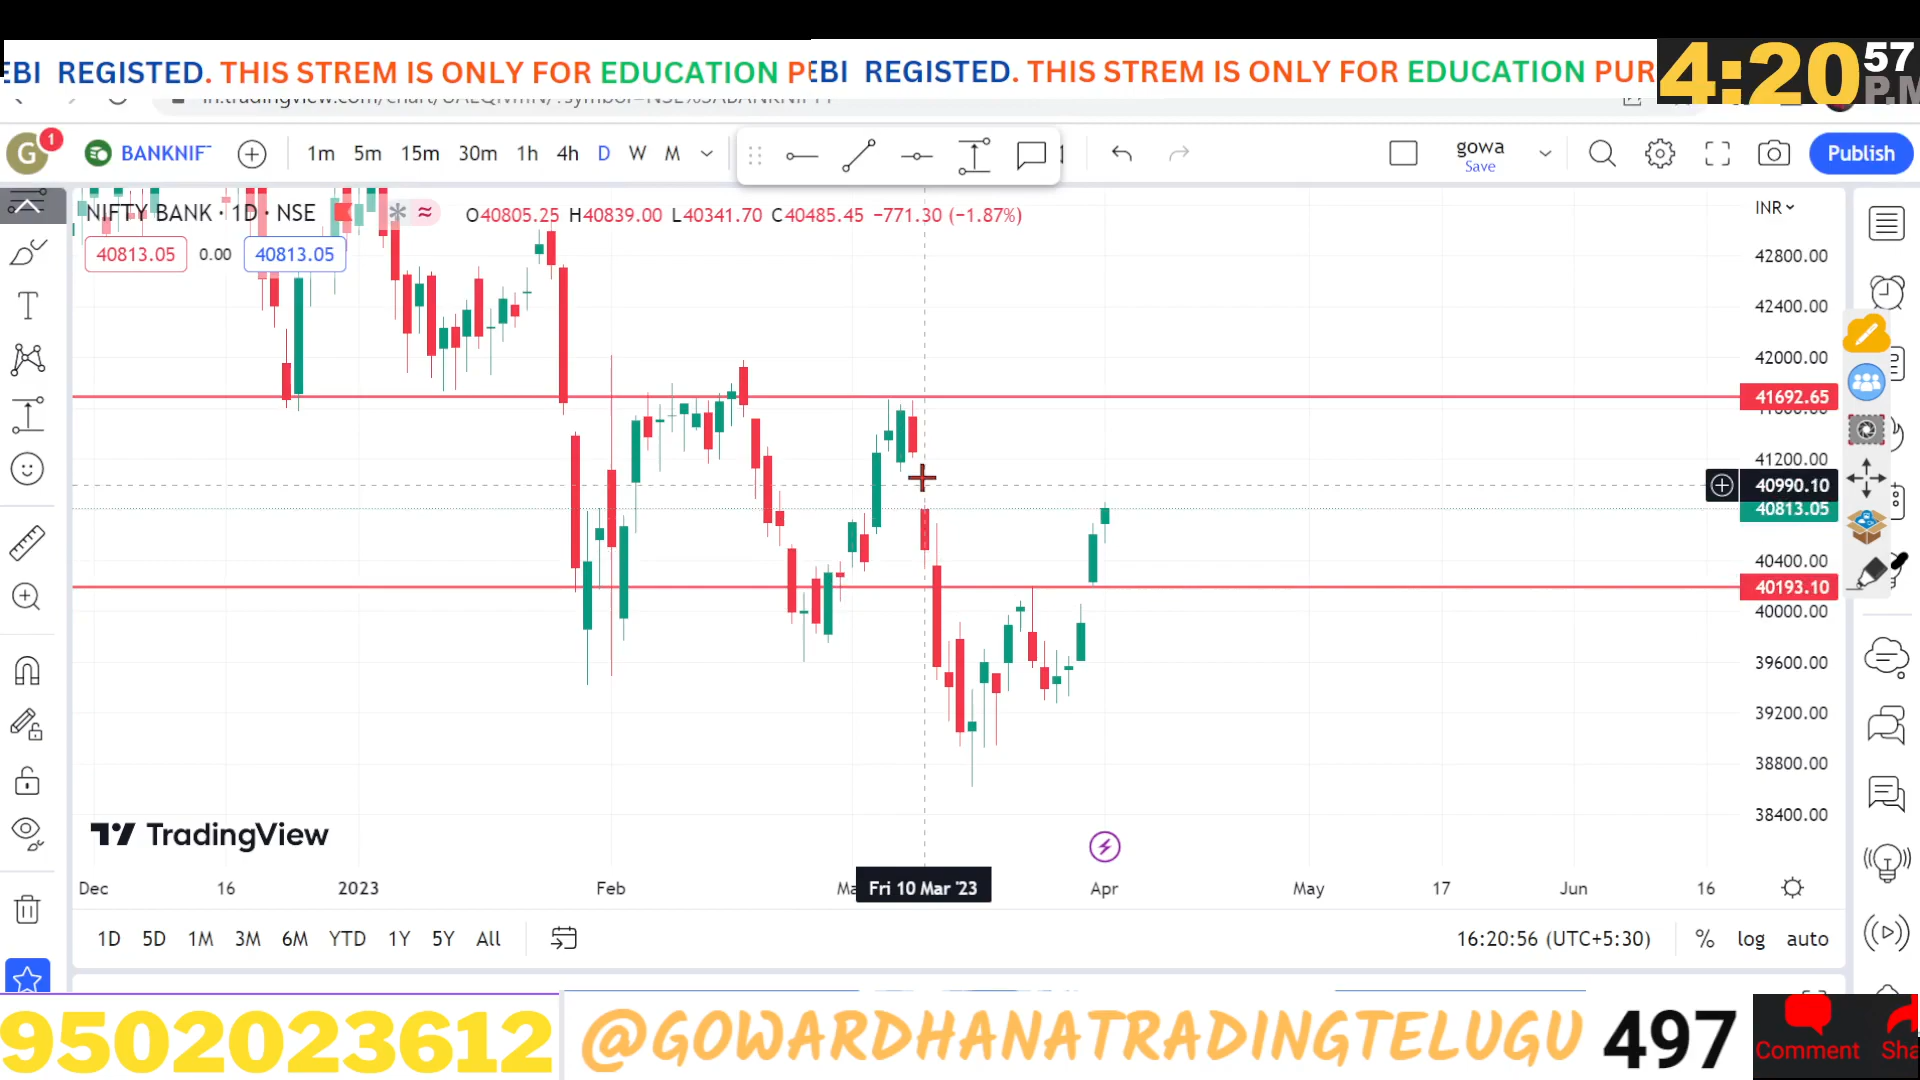 EBI REGISTED. THIS STREM IS ONLY FOR EDUCATION P EBI REGISTED. THIS STREM IS ONLY FOR EDUCATION PUR
4:20 57 P.M
G 1 BANKNIF 1m 5m 15m 30m 1h 4h D W M gowa Save Publish
NIFTY BANK · 1D · NSE O40805.25 H40839.00 L40341.70 C40485.45 −771.30 (−1.87%)
INR
40813.05 0.00 40813.05
42800.00
42400.00
42000.00
41692.65
41200.00
40990.10
40813.05
40400.00
40193.10
40000.00
39600.00
39200.00
38800.00
38400.00
TradingView
Dec 16 2023 Feb Ma Fri 10 Mar '23 Apr May 17 Jun 16
1D 5D 1M 3M 6M YTD 1Y 5Y All 16:20:56 (UTC+5:30) % log auto
9502023612 @GOWARDHANATRADINGTELUGU 497 Comment Sha